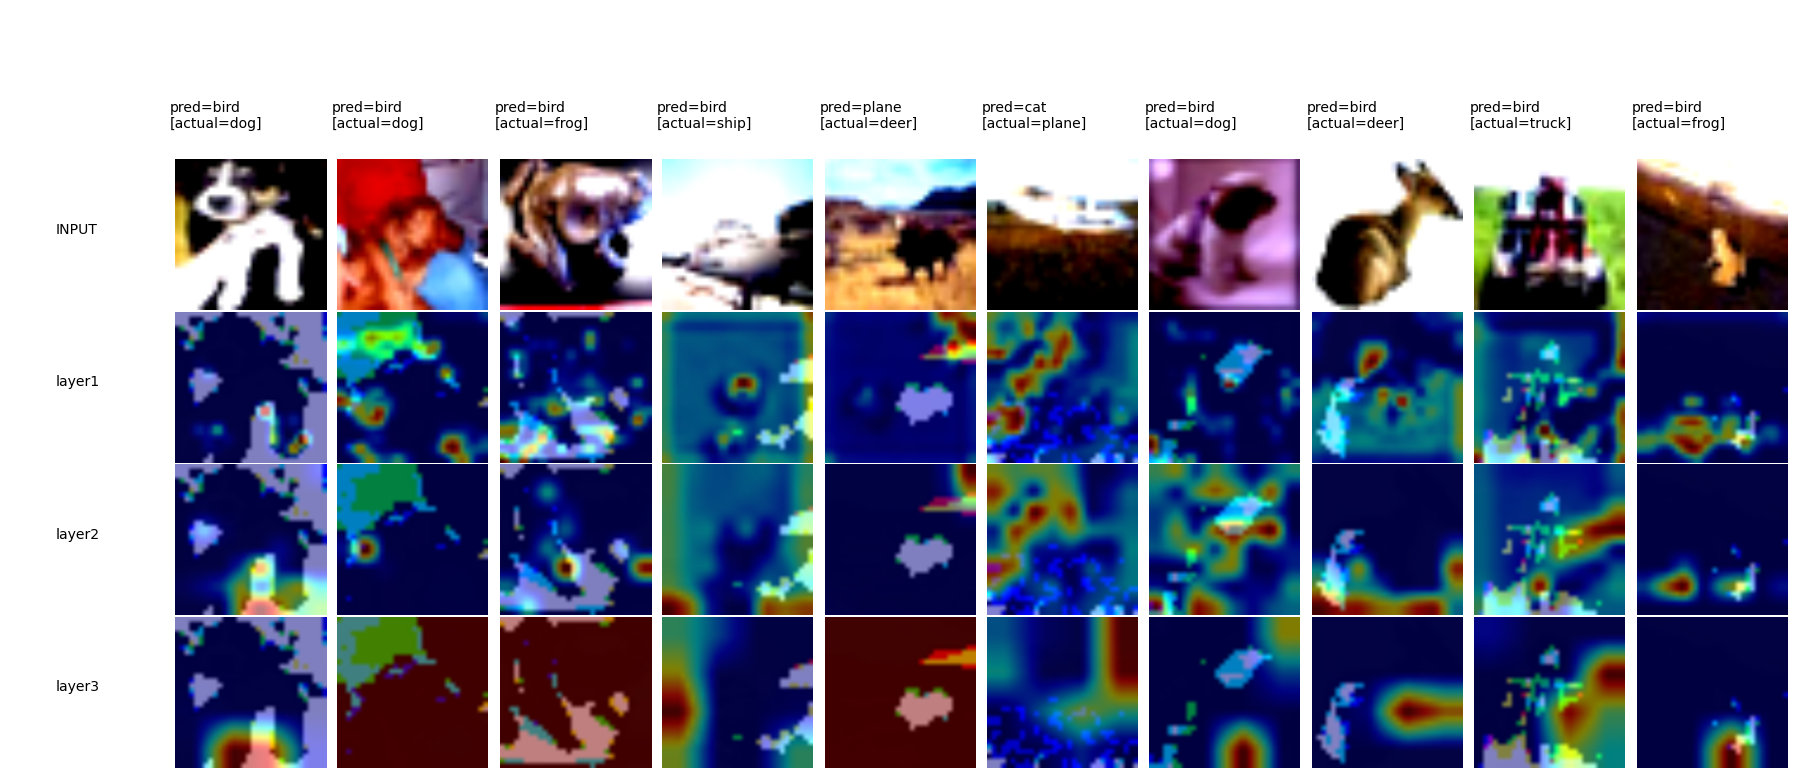 pred=bird
[actual=dog]
pred=bird
[actual=dog]
pred=bird
[actual=frog]
pred=bird
[actual=ship]
pred=plane
[actual=deer]
pred=cat
[actual=plane]
pred=bird
[actual=dog]
pred=bird
[actual=deer]
pred=bird
[actual=truck]
pred=bird
[actual=frog]
INPUT
layer1
layer2
layer3